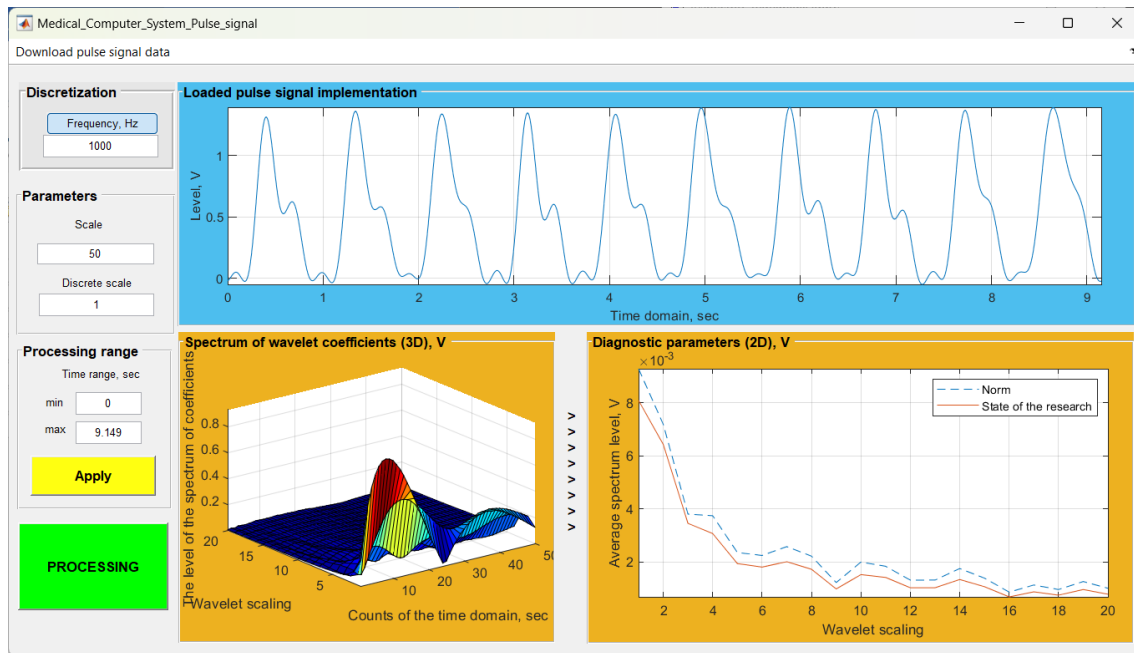 Medical_Computer_System_Pulse_signal
Download pulse signal data
Discretization
Frequency, Hz
1000
Parameters
Scale
50
Discrete scale
1
Processing range
Time range, sec
min 0
max 9.149
Apply
PROCESSING
Loaded pulse signal implementation
Level, V
1
0.5
0
0 1 2 3 4 5 6 7 8 9
Time domain, sec
Spectrum of wavelet coefficients (3D), V
The level of the spectrum of coefficients
0.8
0.6
0.4
0.2
20 15 10 5
10 20 30 40 50
Wavelet scaling
Counts of the time domain, sec
>
>
>
>
>
>
>
>
Diagnostic parameters (2D), V
×10-3
Average spectrum level, V
8
6
4
2
Norm
State of the research
2 4 6 8 10 12 14 16 18 20
Wavelet scaling